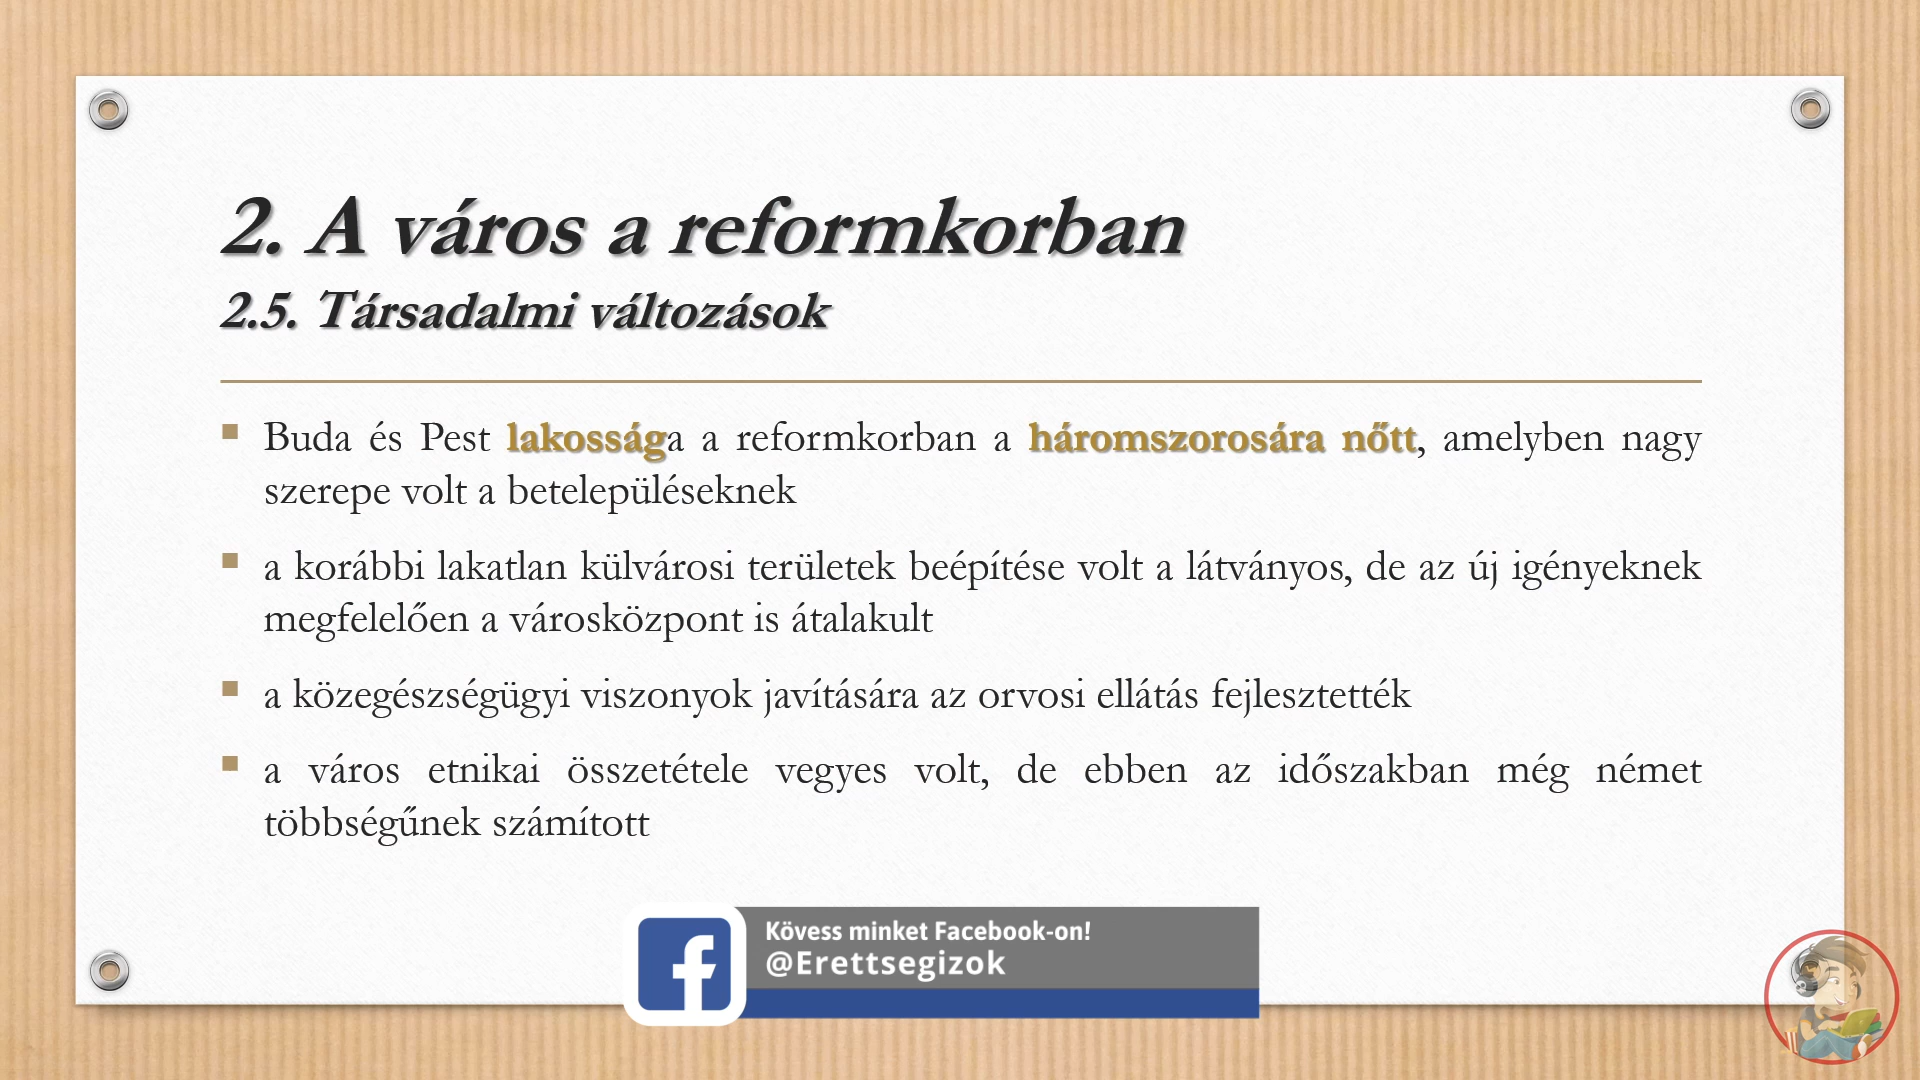 2. A város a reformkorban
2.5. Társadalmi változások
Buda és Pest lakossága a reformkorban a háromszorosára nőtt, amelyben nagy
szerepe volt a betelepüléseknek
a korábbi lakatlan külvárosi területek beépítése volt a látványos, de az új igényeknek
megfelelően a városközpont is átalakult
a közegészségügyi viszonyok javítására az orvosi ellátás fejlesztették
a város etnikai összetétele vegyes volt, de ebben az időszakban még német
többségűnek számított
Kövess minket Facebook-on!
@Erettsegizok